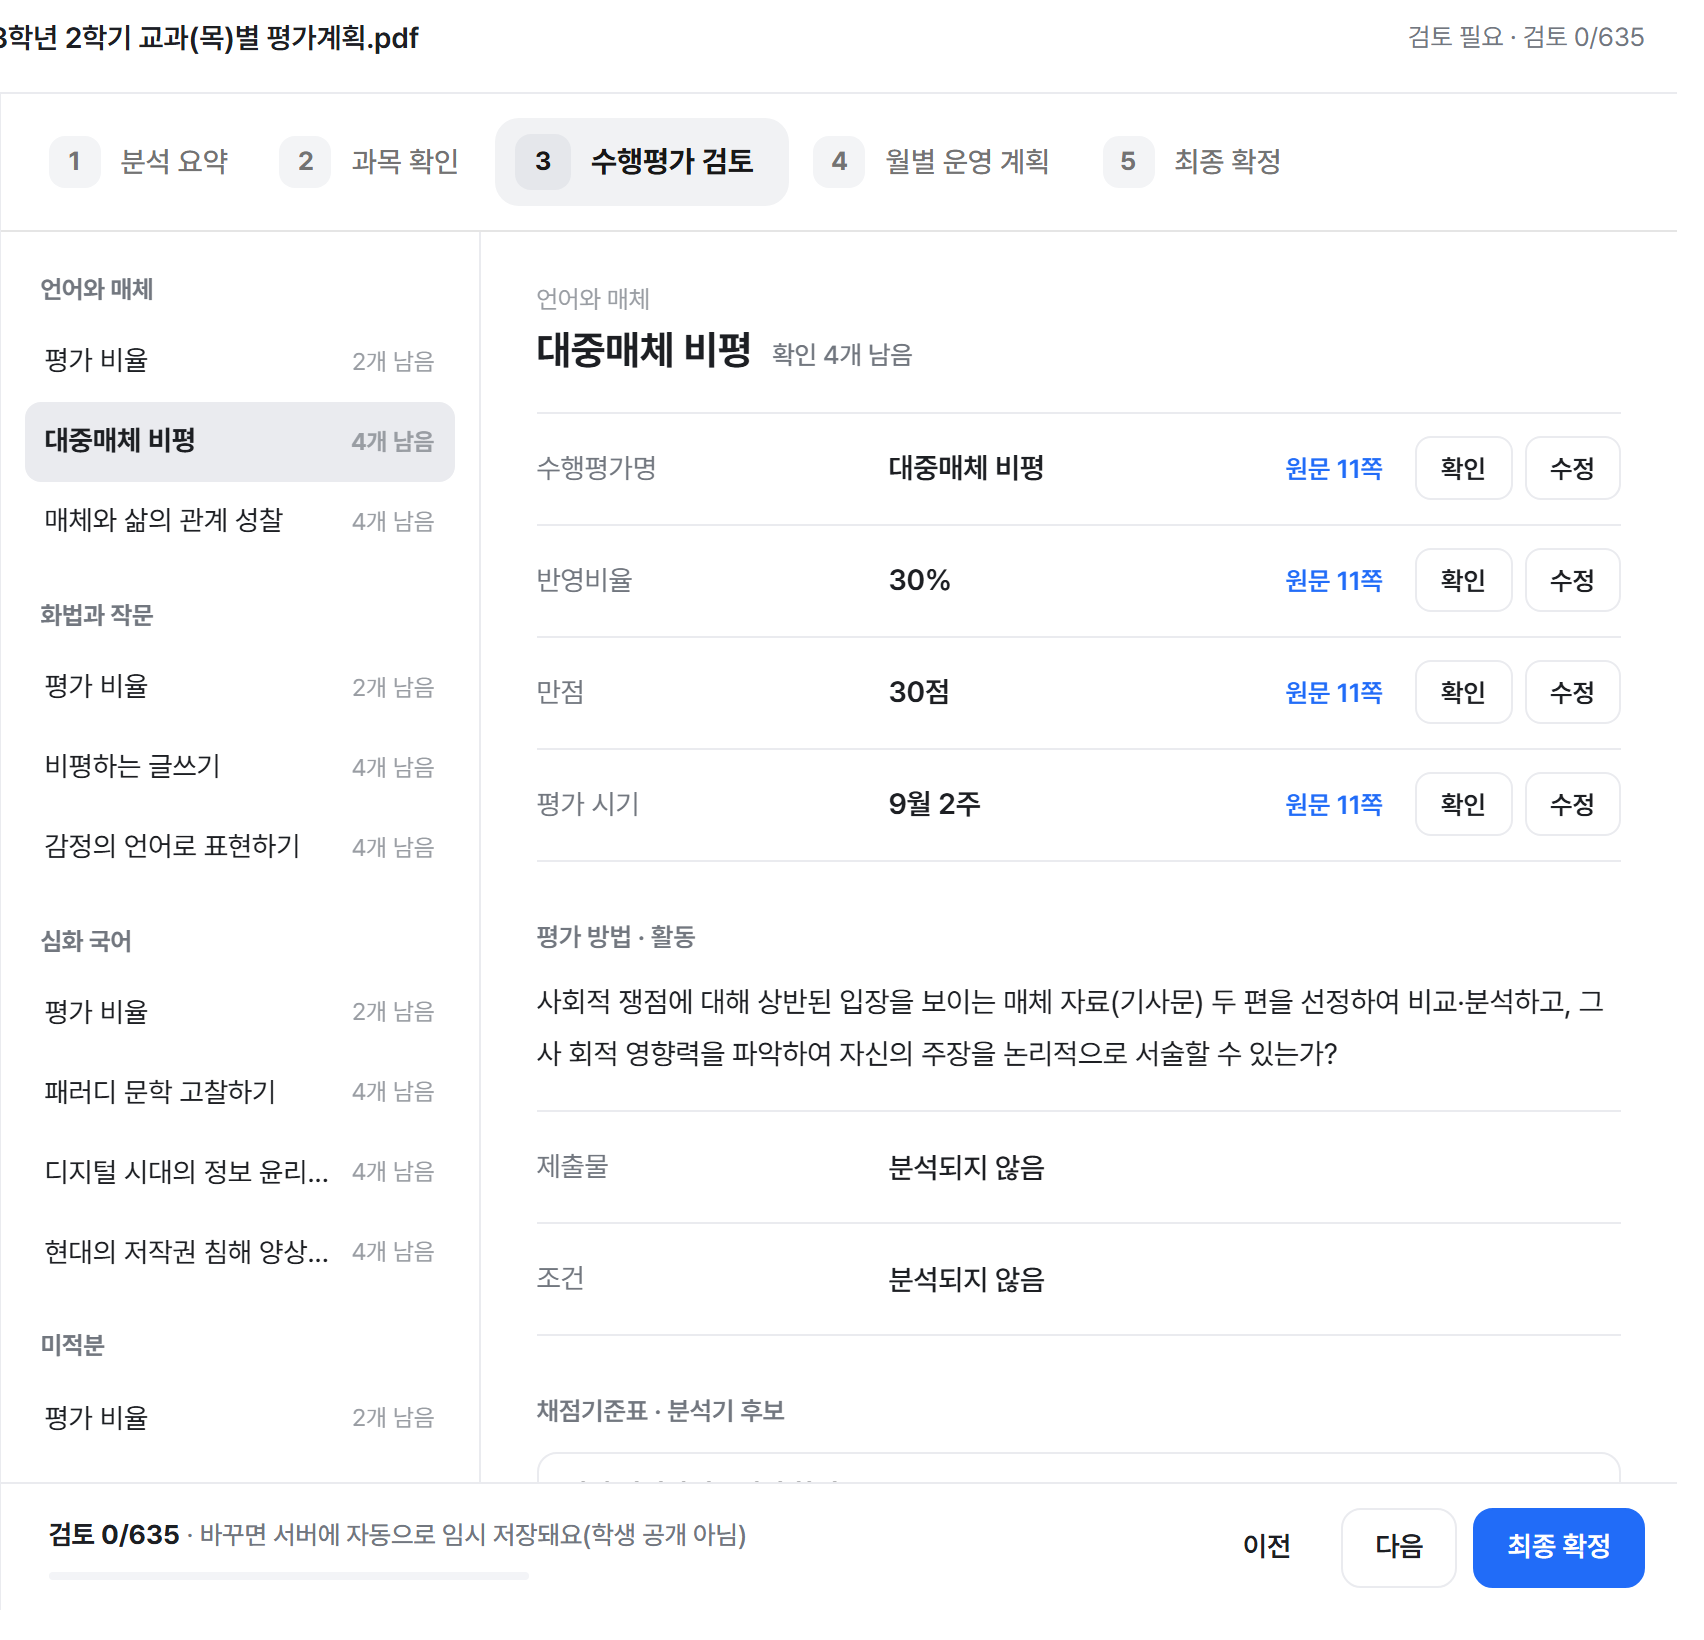 3학년 2학기 교과(목)별 평가계획.pdf
검토 필요 · 검토 0/635
1 분석 요약
2 과목 확인
3 수행평가 검토
4 월별 운영 계획
5 최종 확정
언어와 매체
평가 비율 2개 남음
대중매체 비평 4개 남음
매체와 삶의 관계 성찰 4개 남음
화법과 작문
평가 비율 2개 남음
비평하는 글쓰기 4개 남음
감정의 언어로 표현하기 4개 남음
심화 국어
평가 비율 2개 남음
패러디 문학 고찰하기 4개 남음
디지털 시대의 정보 윤리... 4개 남음
현대의 저작권 침해 양상... 4개 남음
미적분
평가 비율 2개 남음
언어와 매체
대중매체 비평 확인 4개 남음
수행평가명 대중매체 비평 원문 11쪽 확인 수정
반영비율 30% 원문 11쪽 확인 수정
만점 30점 원문 11쪽 확인 수정
평가 시기 9월 2주 원문 11쪽 확인 수정
평가 방법 · 활동
사회적 쟁점에 대해 상반된 입장을 보이는 매체 자료(기사문) 두 편을 선정하여 비교·분석하고, 그
사 회적 영향력을 파악하여 자신의 주장을 논리적으로 서술할 수 있는가?
제출물 분석되지 않음
조건 분석되지 않음
채점기준표 · 분석기 후보
검토 0/635 · 바꾸면 서버에 자동으로 임시 저장돼요(학생 공개 아님)
이전
다음
최종 확정